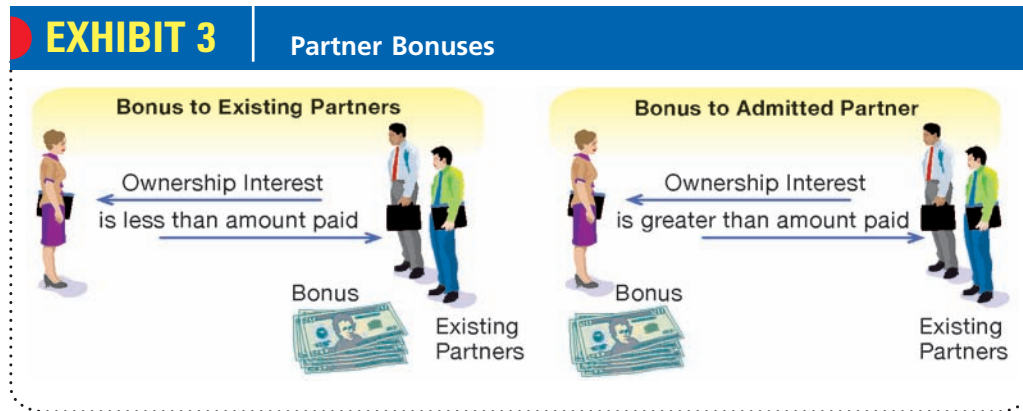 EXHIBIT 3
Partner Bonuses
Bonus to Existing Partners
Ownership Interest
is less than amount paid
Bonus
Existing
Partners
Bonus to Admitted Partner
Ownership Interest
is greater than amount paid
Bonus
Existing
Partners